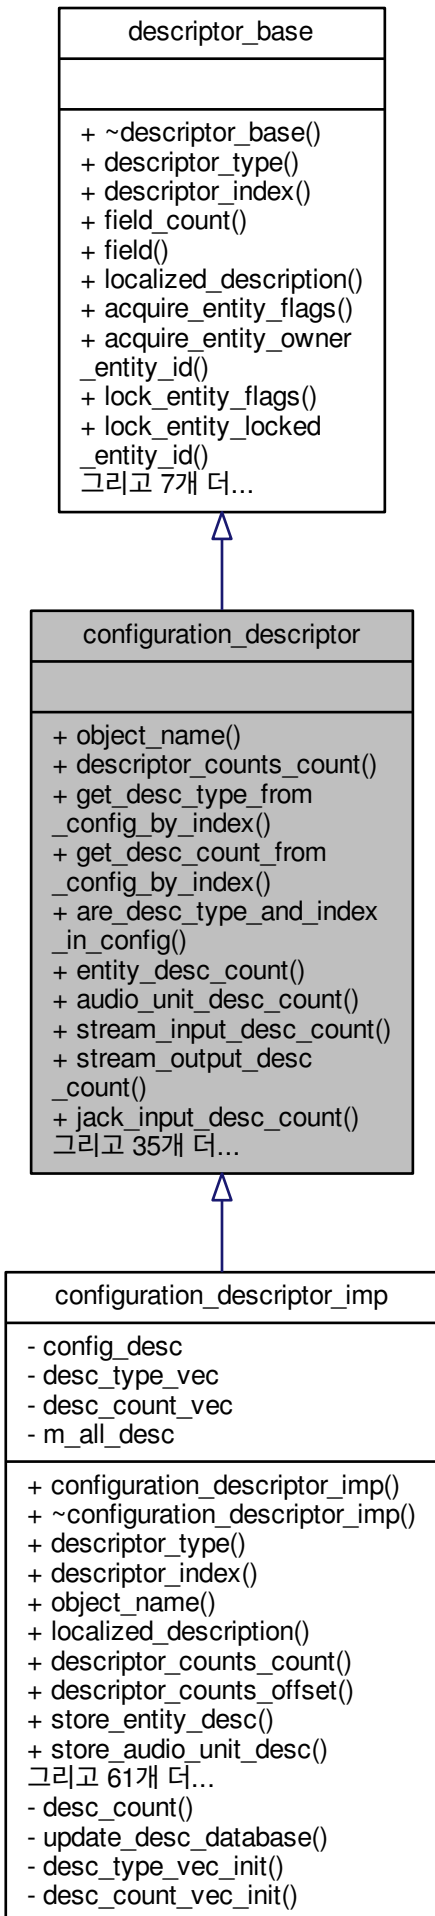 descriptor_base
+ ~descriptor_base()
+ descriptor_type()
+ descriptor_index()
+ field_count()
+ field()
+ localized_description()
+ acquire_entity_flags()
+ acquire_entity_owner
_entity_id()
+ lock_entity_flags()
+ lock_entity_locked
_entity_id()
그리고 7개 더...
configuration_descriptor
+ object_name()
+ descriptor_counts_count()
+ get_desc_type_from
_config_by_index()
+ get_desc_count_from
_config_by_index()
+ are_desc_type_and_index
_in_config()
+ entity_desc_count()
+ audio_unit_desc_count()
+ stream_input_desc_count()
+ stream_output_desc
_count()
+ jack_input_desc_count()
그리고 35개 더...
configuration_descriptor_imp
- config_desc
- desc_type_vec
- desc_count_vec
- m_all_desc
+ configuration_descriptor_imp()
+ ~configuration_descriptor_imp()
+ descriptor_type()
+ descriptor_index()
+ object_name()
+ localized_description()
+ descriptor_counts_count()
+ descriptor_counts_offset()
+ store_entity_desc()
+ store_audio_unit_desc()
그리고 61개 더...
- desc_count()
- update_desc_database()
- desc_type_vec_init()
- desc_count_vec_init()